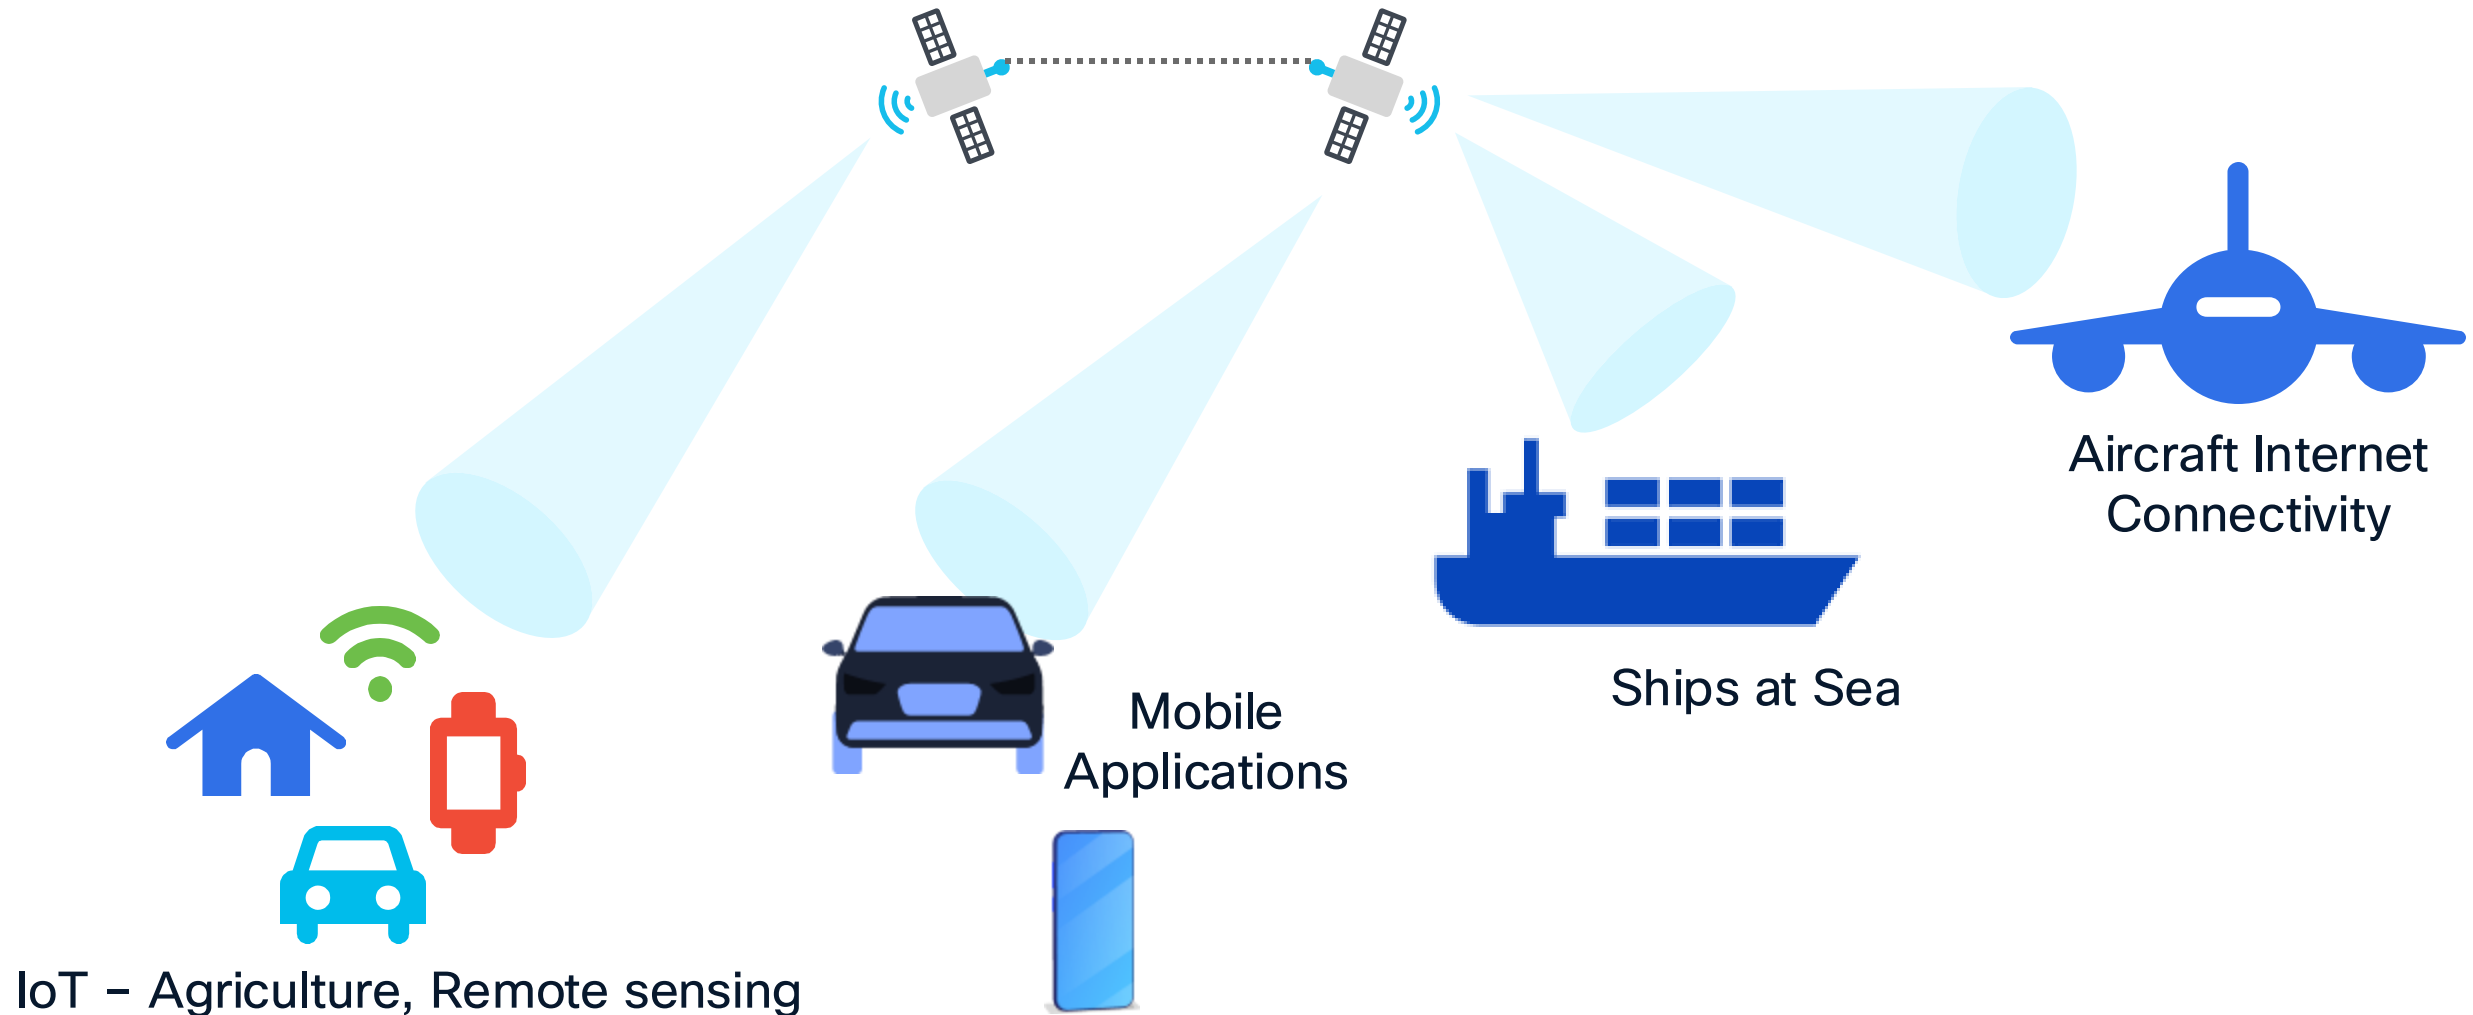 Aircraft Internet
Connectivity
Ships at Sea
Mobile
Applications
IoT – Agriculture, Remote sensing